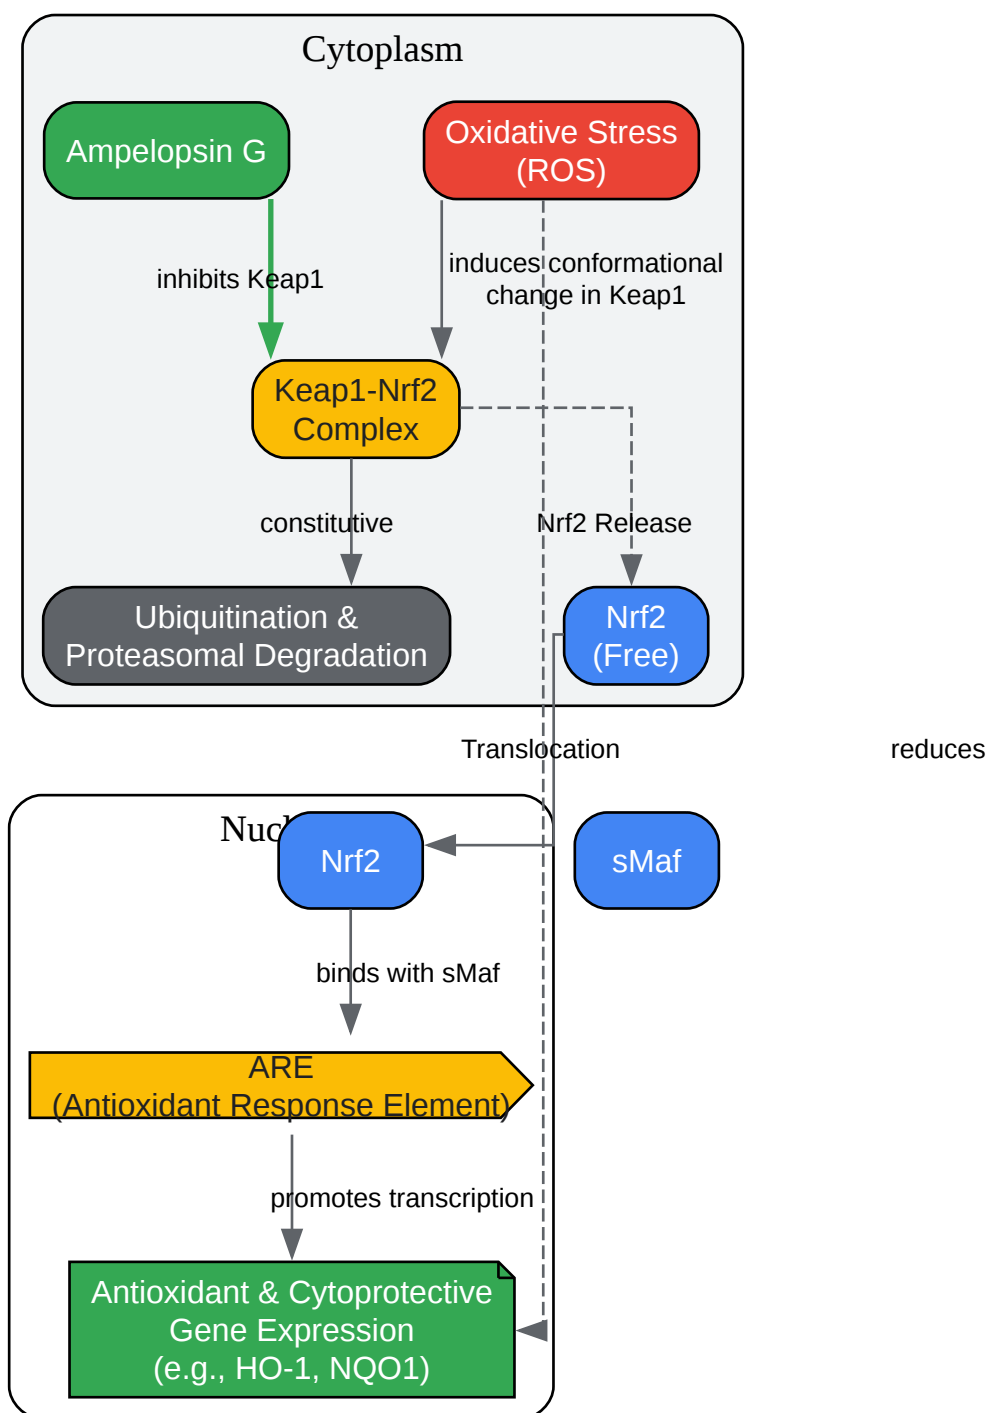 Cytoplasm
Ampelopsin G
Oxidative Stress
(ROS)
inhibits Keap1
induces conformational
change in Keap1
Keap1-Nrf2
Complex
constitutive
Nrf2 Release
Ubiquitination &
Proteasomal Degradation
Nrf2
(Free)
Translocation
reduces
Nrf2
sMaf
binds with sMaf
ARE
(Antioxidant Response Element)
promotes transcription
Antioxidant & Cytoprotective
Gene Expression
(e.g., HO-1, NQO1)